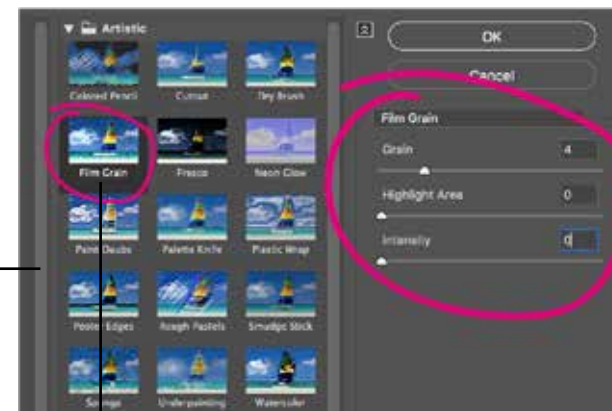 Artistic
Colored Pencil Cutout Dry Brush
Film Grain Fresco Neon Glow
Paint Daubs Palette Knife Plastic Wrap
Poster Edges Rough Pastels Smudge Stick
Sponge Underpainting Watercolor
OK
Cancel
Film Grain
Grain 4
Highlight Area 0
Intensity 0